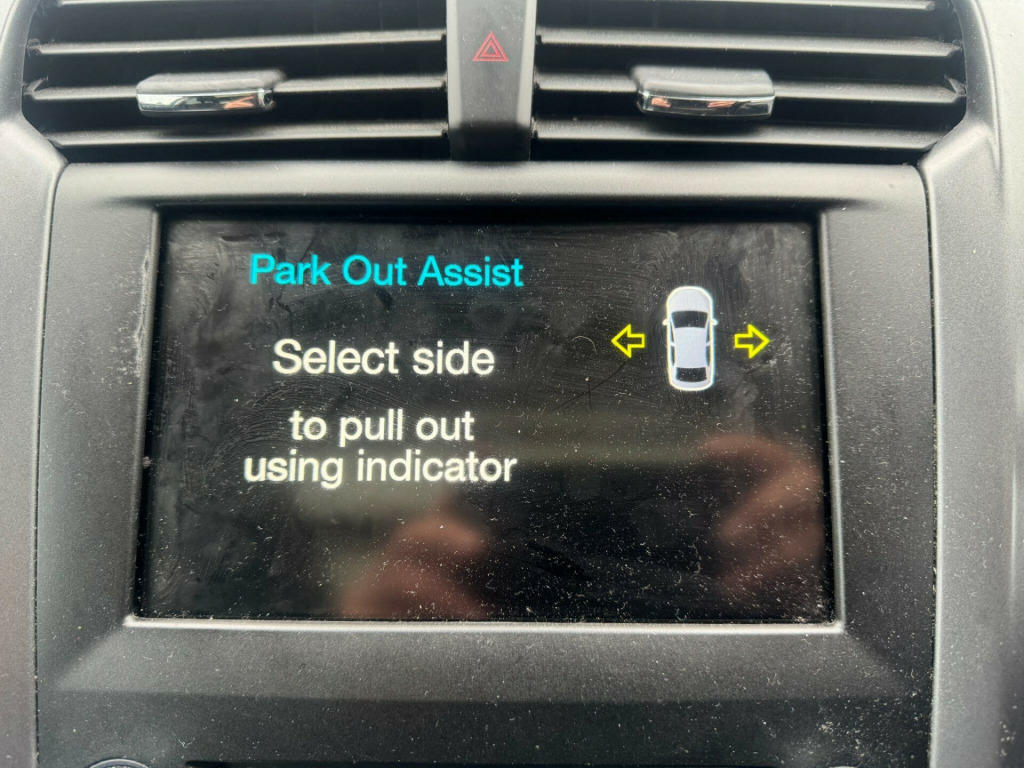 Park Out Assist
Select side
to pull out
using indicator